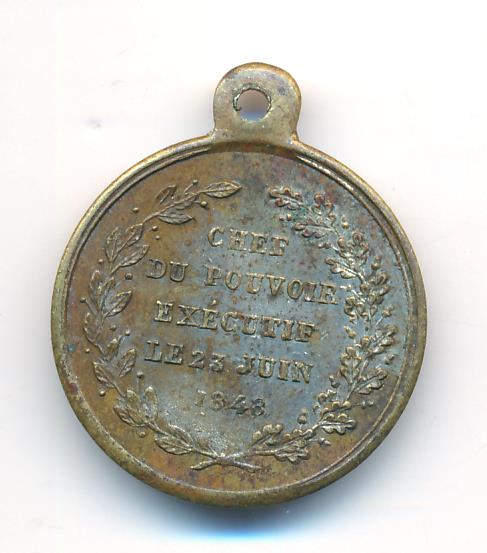 CHEF
DU POUVOIR
EXÉCUTIF
LE 23 JUIN
1848